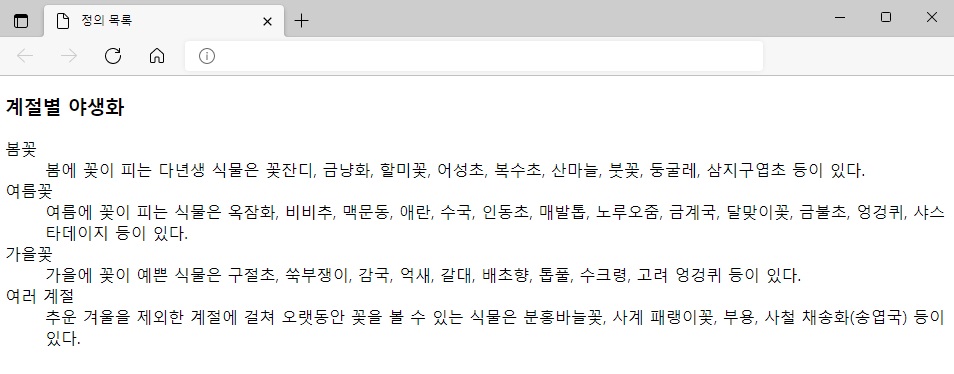 정의 목록
계절별 야생화
봄꽃
봄에 꽃이 피는 다년생 식물은 꽃잔디, 금낭화, 할미꽃, 어성초, 복수초, 산마늘, 붓꽃, 둥굴레, 삼지구엽초 등이 있다.
여름꽃
여름에 꽃이 피는 식물은 옥잠화, 비비추, 맥문동, 애란, 수국, 인동초, 매발톱, 노루오줌, 금계국, 달맞이꽃, 금불초, 엉겅퀴, 샤스
타데이지 등이 있다.
가을꽃
가을에 꽃이 예쁜 식물은 구절초, 쑥부쟁이, 감국, 억새, 갈대, 배초향, 톱풀, 수크령, 고려 엉겅퀴 등이 있다.
여러 계절
추운 겨울을 제외한 계절에 걸쳐 오랫동안 꽃을 볼 수 있는 식물은 분홍바늘꽃, 사계 패랭이꽃, 부용, 사철 채송화(송엽국) 등이
있다.